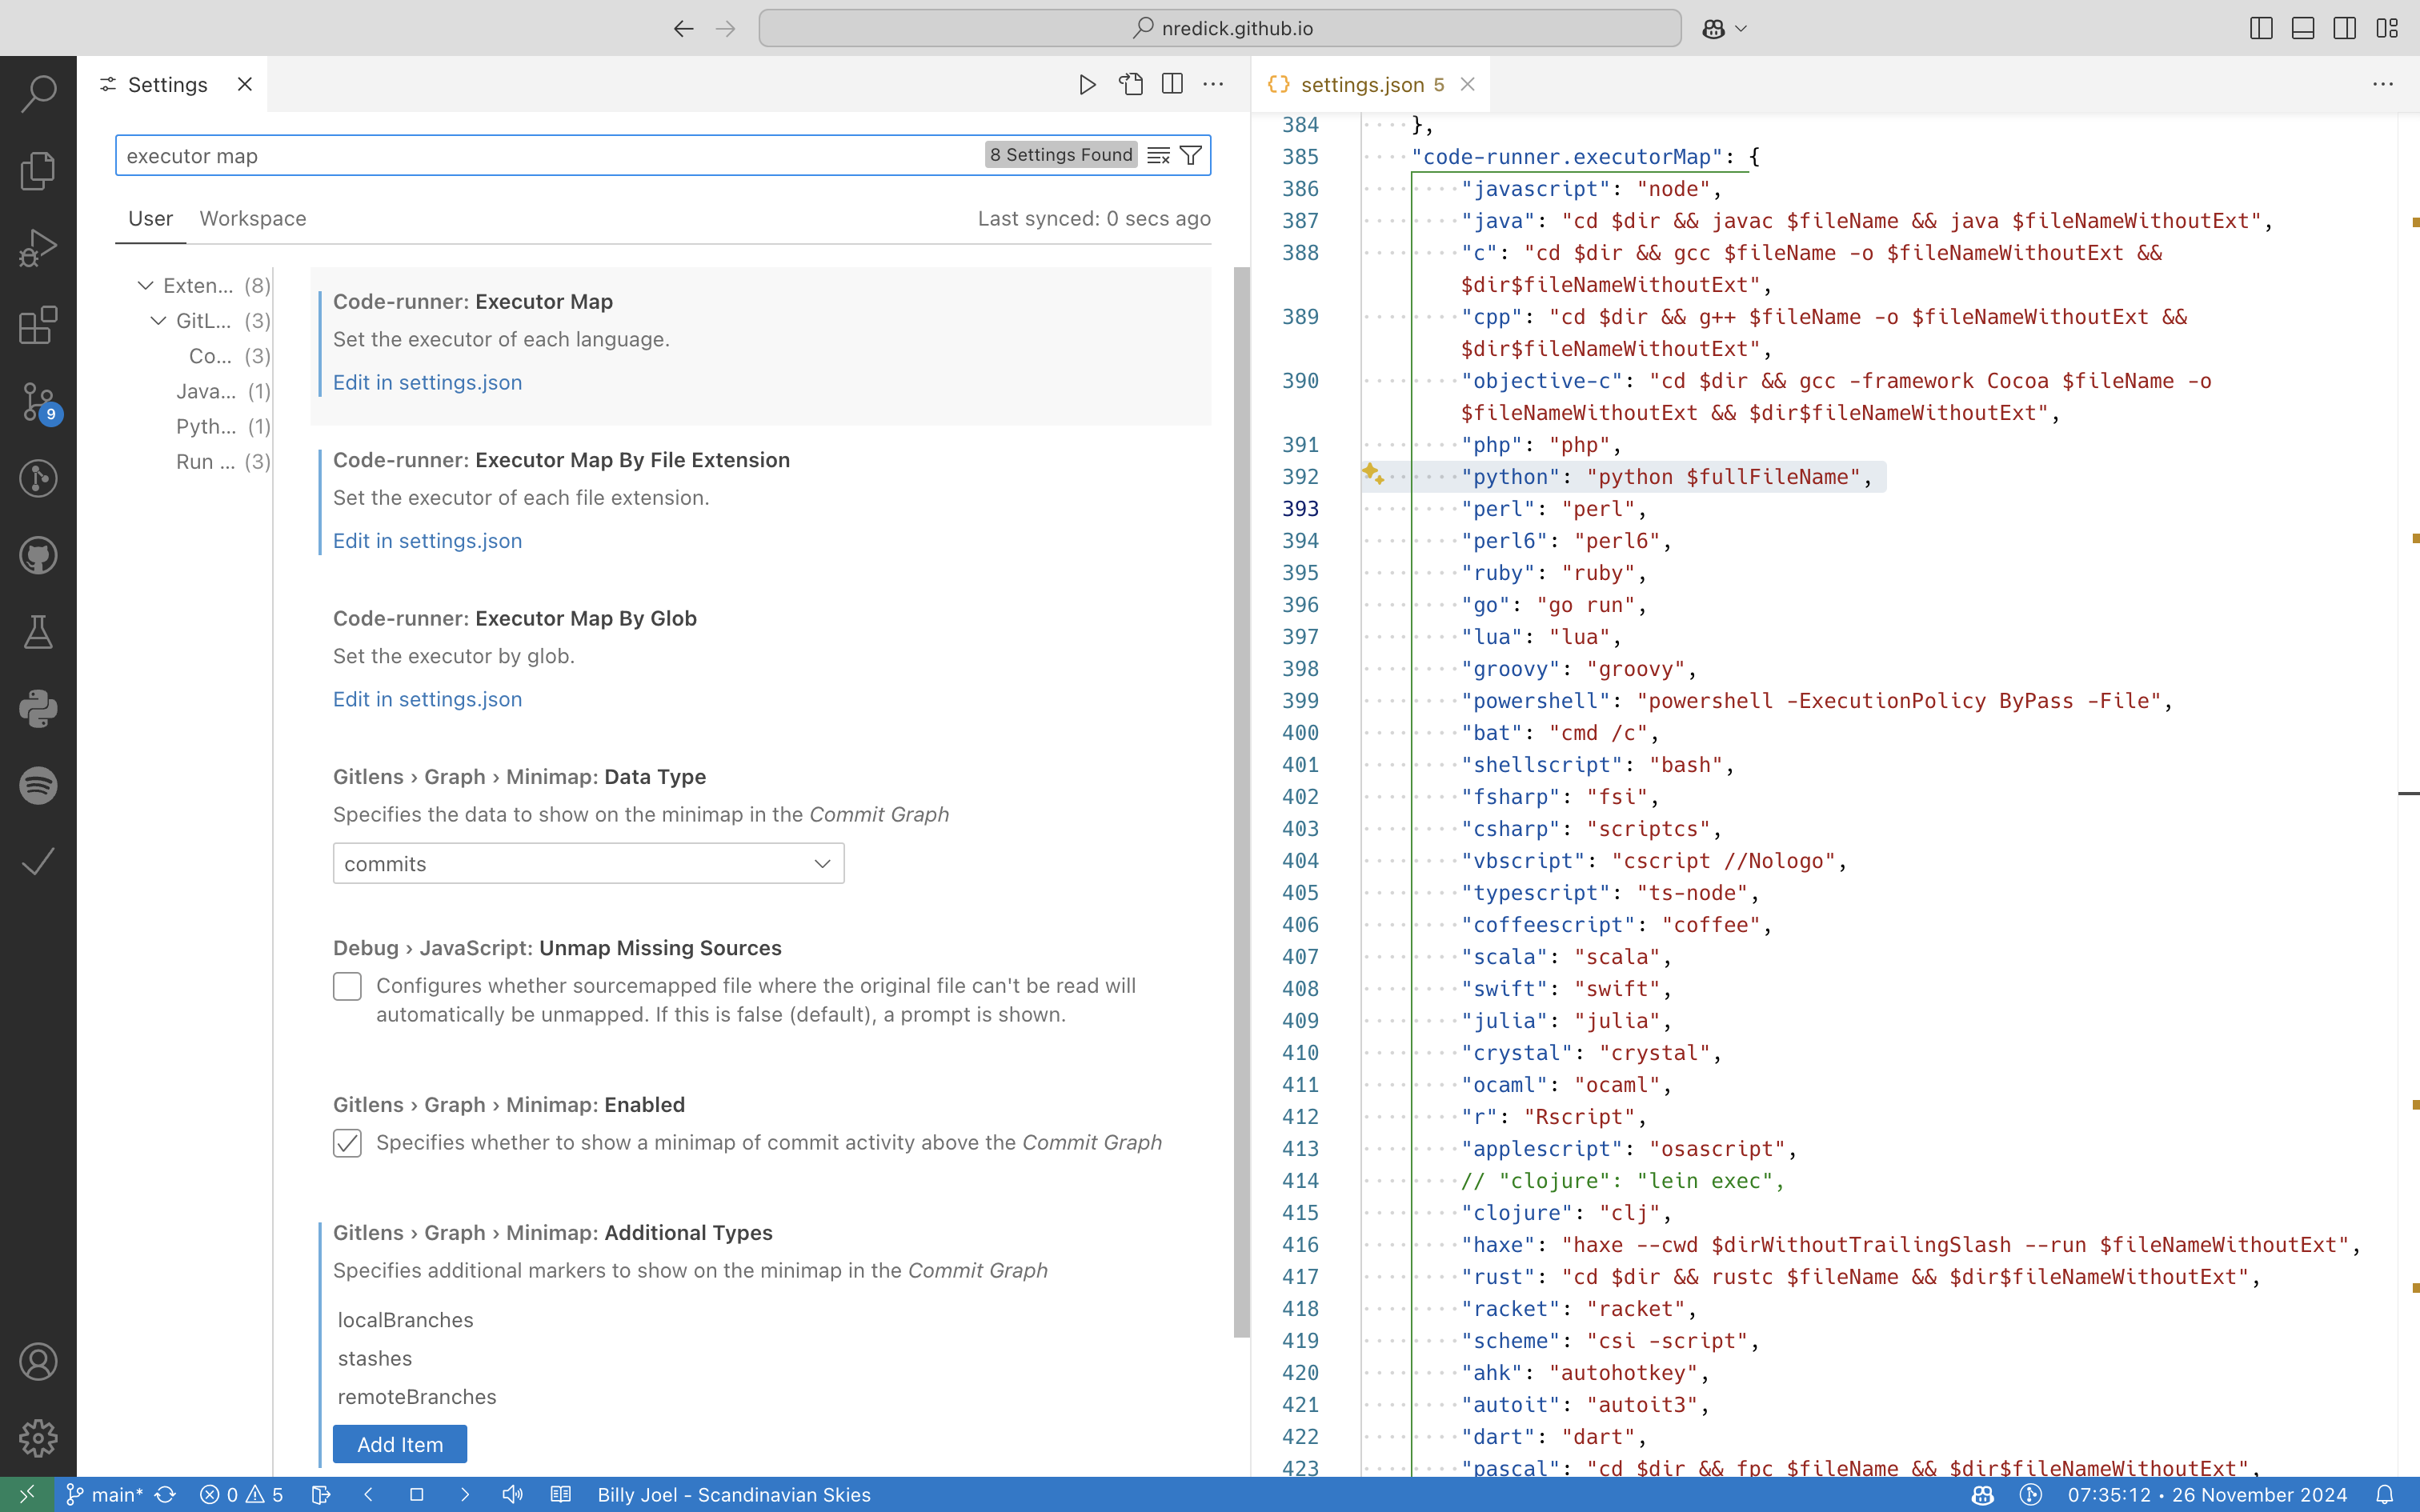 nredick.github.io
Settings
executor map
8 Settings Found
User
Workspace
Last synced: 0 secs ago
Exten... (8)
GitL... (3)
Co... (3)
Java... (1)
Pyth... (1)
Run ... (3)
9
Code-runner: Executor Map
Set the executor of each language.
Edit in settings.json
Code-runner: Executor Map By File Extension
Set the executor of each file extension.
Edit in settings.json
Code-runner: Executor Map By Glob
Set the executor by glob.
Edit in settings.json
Gitlens › Graph › Minimap: Data Type
Specifies the data to show on the minimap in the Commit Graph
commits
Debug › JavaScript: Unmap Missing Sources
Configures whether sourcemapped file where the original file can't be read will
automatically be unmapped. If this is false (default), a prompt is shown.
Gitlens › Graph › Minimap: Enabled
Specifies whether to show a minimap of commit activity above the Commit Graph
Gitlens › Graph › Minimap: Additional Types
Specifies additional markers to show on the minimap in the Commit Graph
localBranches
stashes
remoteBranches
Add Item
settings.json 5
384 },
385 "code-runner.executorMap": {
386 "javascript": "node",
387 "java": "cd $dir && javac $fileName && java $fileNameWithoutExt",
388 "c": "cd $dir && gcc $fileName -o $fileNameWithoutExt &&
$dir$fileNameWithoutExt",
389 "cpp": "cd $dir && g++ $fileName -o $fileNameWithoutExt &&
$dir$fileNameWithoutExt",
390 "objective-c": "cd $dir && gcc -framework Cocoa $fileName -o
$fileNameWithoutExt && $dir$fileNameWithoutExt",
391 "php": "php",
392 "python": "python $fullFileName",
393 "perl": "perl",
394 "perl6": "perl6",
395 "ruby": "ruby",
396 "go": "go run",
397 "lua": "lua",
398 "groovy": "groovy",
399 "powershell": "powershell -ExecutionPolicy ByPass -File",
400 "bat": "cmd /c",
401 "shellscript": "bash",
402 "fsharp": "fsi",
403 "csharp": "scriptcs",
404 "vbscript": "cscript //Nologo",
405 "typescript": "ts-node",
406 "coffeescript": "coffee",
407 "scala": "scala",
408 "swift": "swift",
409 "julia": "julia",
410 "crystal": "crystal",
411 "ocaml": "ocaml",
412 "r": "Rscript",
413 "applescript": "osascript",
414 // "clojure": "lein exec",
415 "clojure": "clj",
416 "haxe": "haxe --cwd $dirWithoutTrailingSlash --run $fileNameWithoutExt",
417 "rust": "cd $dir && rustc $fileName && $dir$fileNameWithoutExt",
418 "racket": "racket",
419 "scheme": "csi -script",
420 "ahk": "autohotkey",
421 "autoit": "autoit3",
422 "dart": "dart",
423 "pascal": "cd $dir && fpc $fileName && $dir$fileNameWithoutExt",
main* 0 5 Billy Joel - Scandinavian Skies
07:35:12 • 26 November 2024